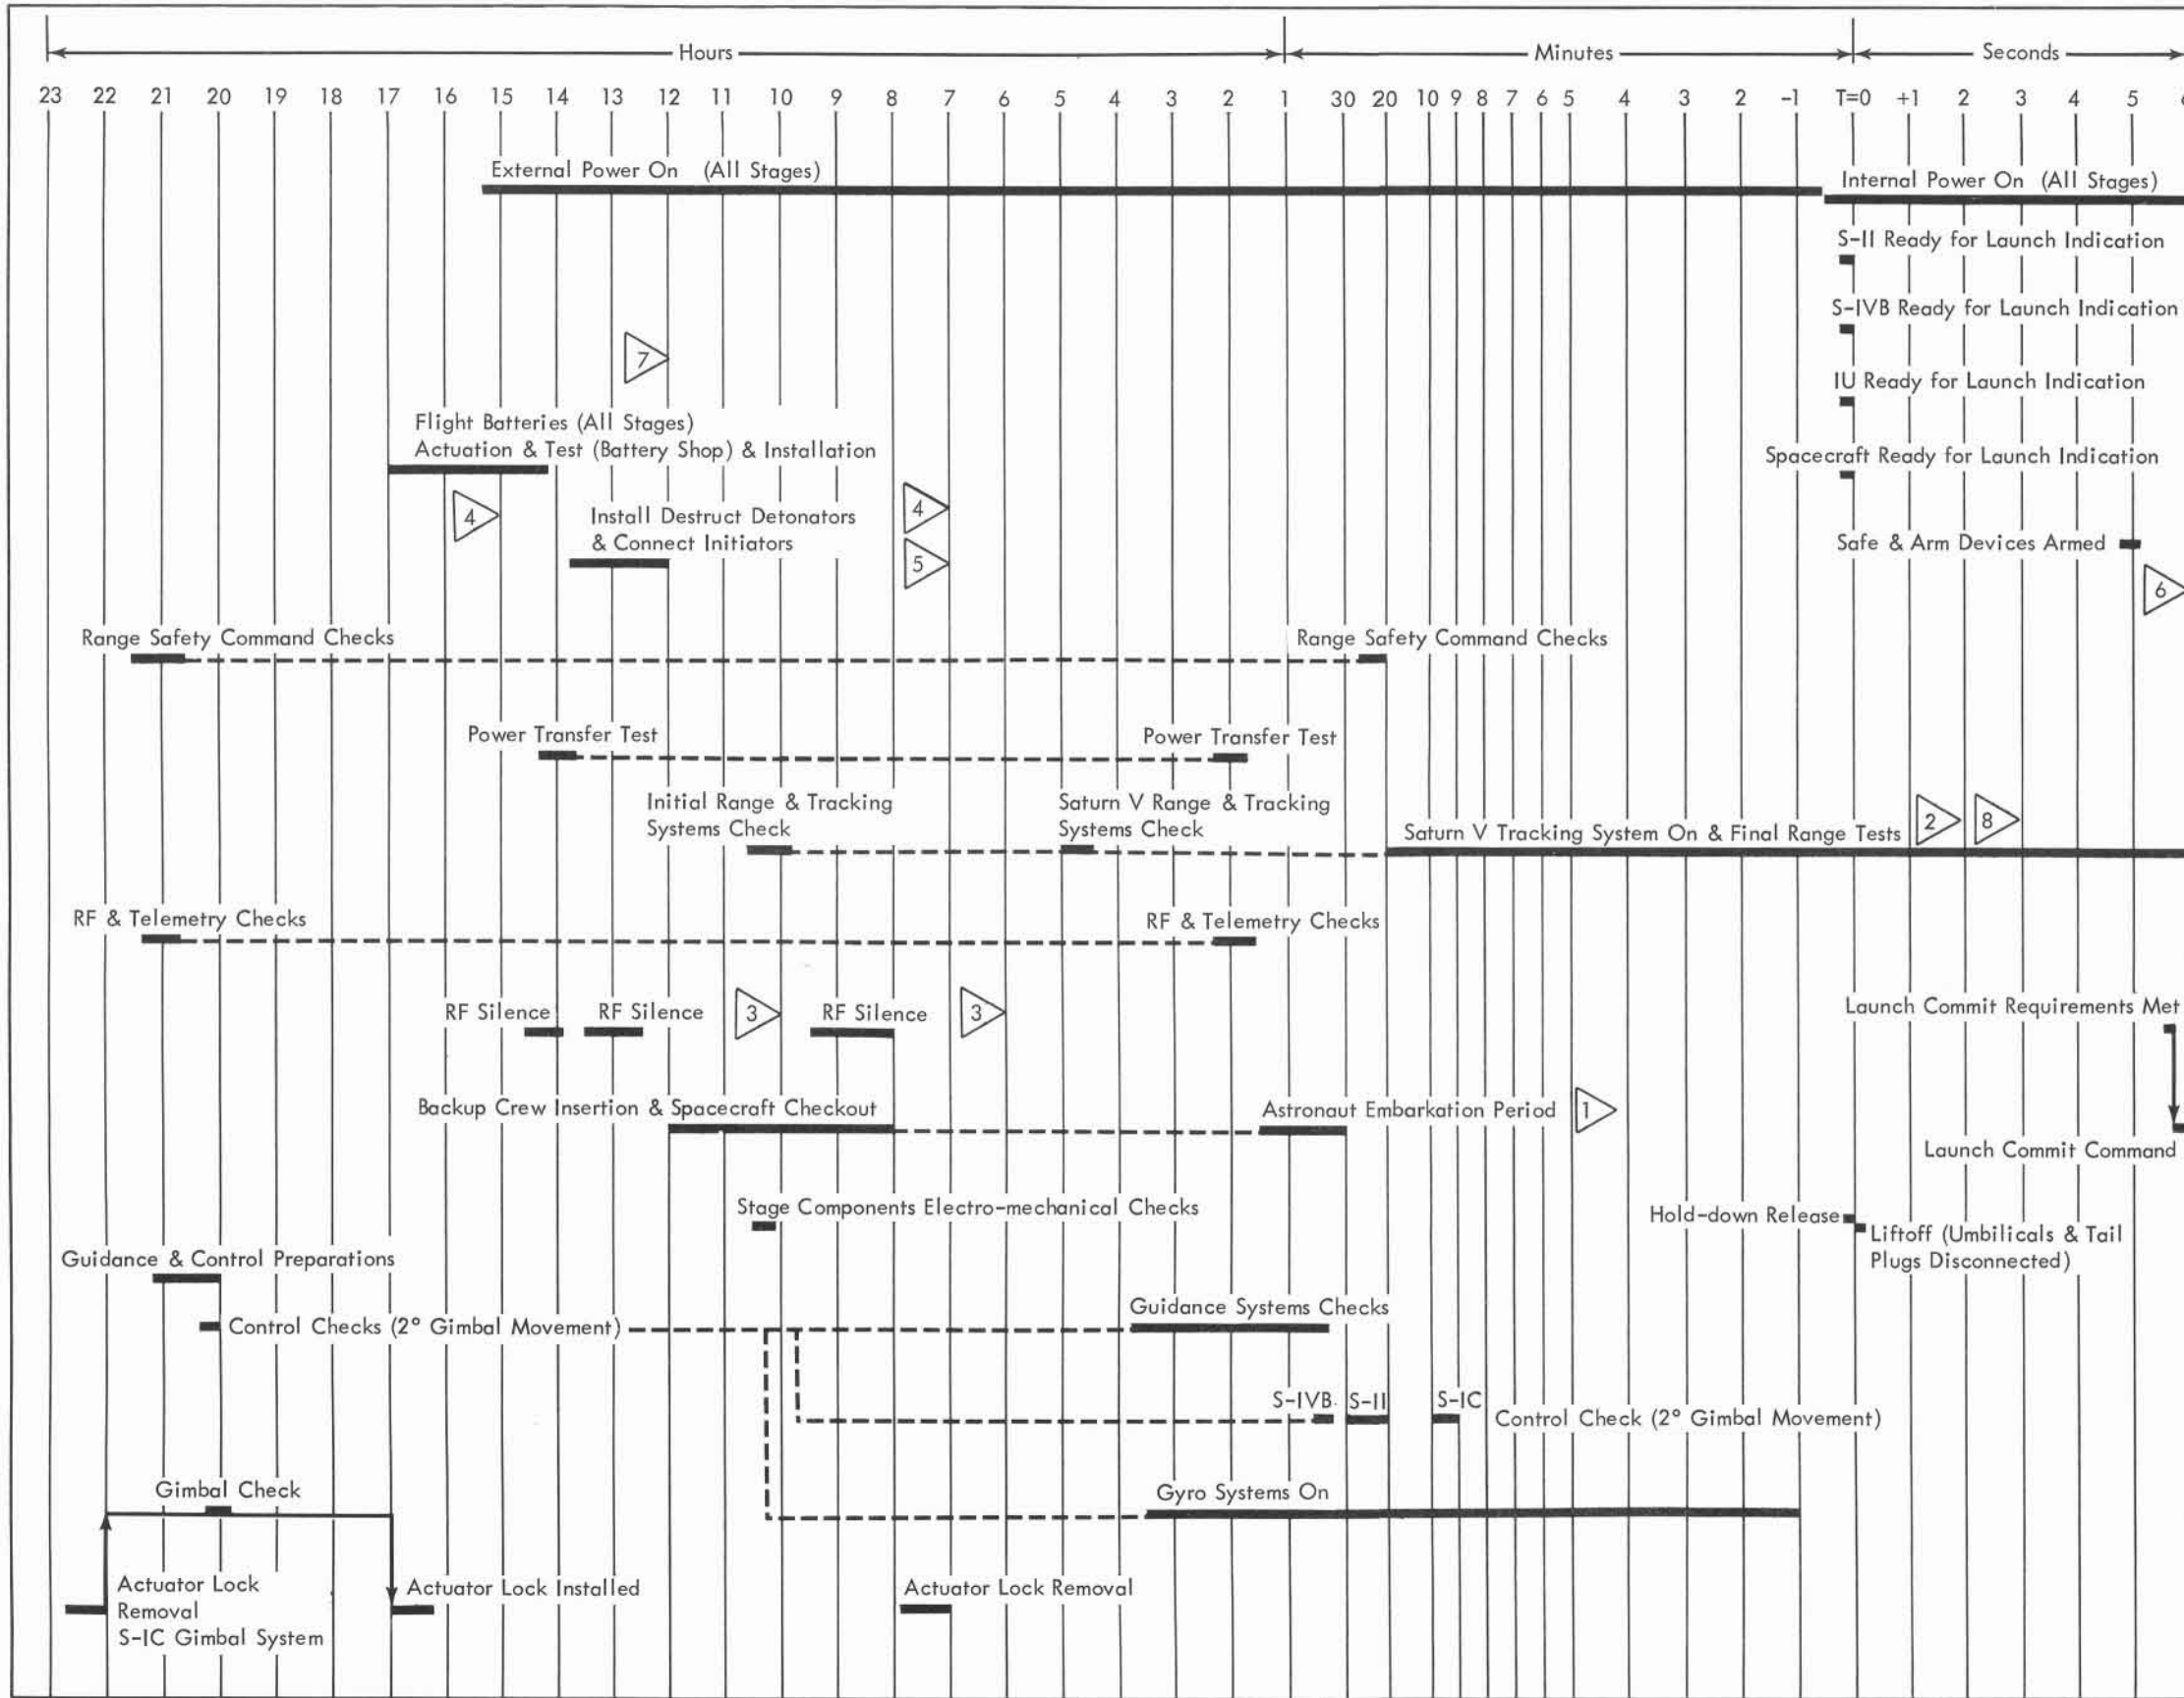 Hours
Minutes
Seconds
23 22 21 20 19 18 17 16 15 14 13 12 11 10 9 8 7 6 5 4 3 2 1 30 20 10 9 8 7 6 5 4 3 2 -1 T=0 +1 2 3 4 5
External Power On (All Stages)
Internal Power On (All Stages)
S-II Ready for Launch Indication
S-IVB Ready for Launch Indication
7
IU Ready for Launch Indication
Flight Batteries (All Stages)
Actuation & Test (Battery Shop) & Installation
Spacecraft Ready for Launch Indication
4
Install Destruct Detonators
& Connect Initiators
4
5
Safe & Arm Devices Armed
6
Range Safety Command Checks
Range Safety Command Checks
Power Transfer Test
Power Transfer Test
Initial Range & Tracking
Systems Check
Saturn V Range & Tracking
Systems Check
Saturn V Tracking System On & Final Range Tests
2
8
RF & Telemetry Checks
RF & Telemetry Checks
RF Silence
RF Silence
3
RF Silence
3
Launch Commit Requirements Met
Backup Crew Insertion & Spacecraft Checkout
Astronaut Embarkation Period
1
Launch Commit Command
Stage Components Electro-mechanical Checks
Hold-down Release
Liftoff (Umbilicals & Tail
Plugs Disconnected)
Guidance & Control Preparations
Control Checks (2° Gimbal Movement)
Guidance Systems Checks
S-IVB
S-II
S-IC
Control Check (2° Gimbal Movement)
Gimbal Check
Gyro Systems On
Actuator Lock
Removal
S-IC Gimbal System
Actuator Lock Installed
Actuator Lock Removal